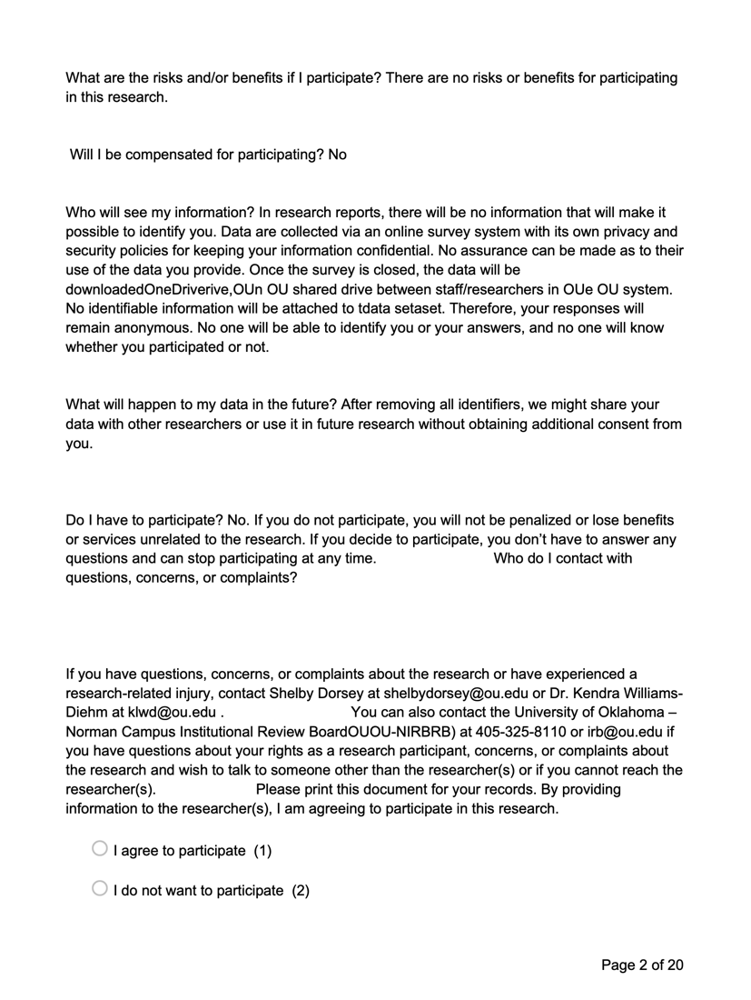 What are the risks and/or benefits if I participate? There are no risks or benefits for participating
in this research.
Will I be compensated for participating? No
Who will see my information? In research reports, there will be no information that will make it
possible to identify you. Data are collected via an online survey system with its own privacy and
security policies for keeping your information confidential. No assurance can be made as to their
use of the data you provide. Once the survey is closed, the data will be
downloadedOneDriverive,OUn OU shared drive between staff/researchers in OUe OU system.
No identifiable information will be attached to tdata setaset. Therefore, your responses will
remain anonymous. No one will be able to identify you or your answers, and no one will know
whether you participated or not.
What will happen to my data in the future? After removing all identifiers, we might share your
data with other researchers or use it in future research without obtaining additional consent from
you.
Do I have to participate? No. If you do not participate, you will not be penalized or lose benefits
or services unrelated to the research. If you decide to participate, you don’t have to answer any
questions and can stop participating at any time. Who do I contact with
questions, concerns, or complaints?
If you have questions, concerns, or complaints about the research or have experienced a
research-related injury, contact Shelby Dorsey at shelbydorsey@ou.edu or Dr. Kendra Williams-
Diehm at klwd@ou.edu . You can also contact the University of Oklahoma –
Norman Campus Institutional Review BoardOUOU-NIRBRB) at 405-325-8110 or irb@ou.edu if
you have questions about your rights as a research participant, concerns, or complaints about
the research and wish to talk to someone other than the researcher(s) or if you cannot reach the
researcher(s). Please print this document for your records. By providing
information to the researcher(s), I am agreeing to participate in this research.
I agree to participate (1)
I do not want to participate (2)
Page 2 of 20